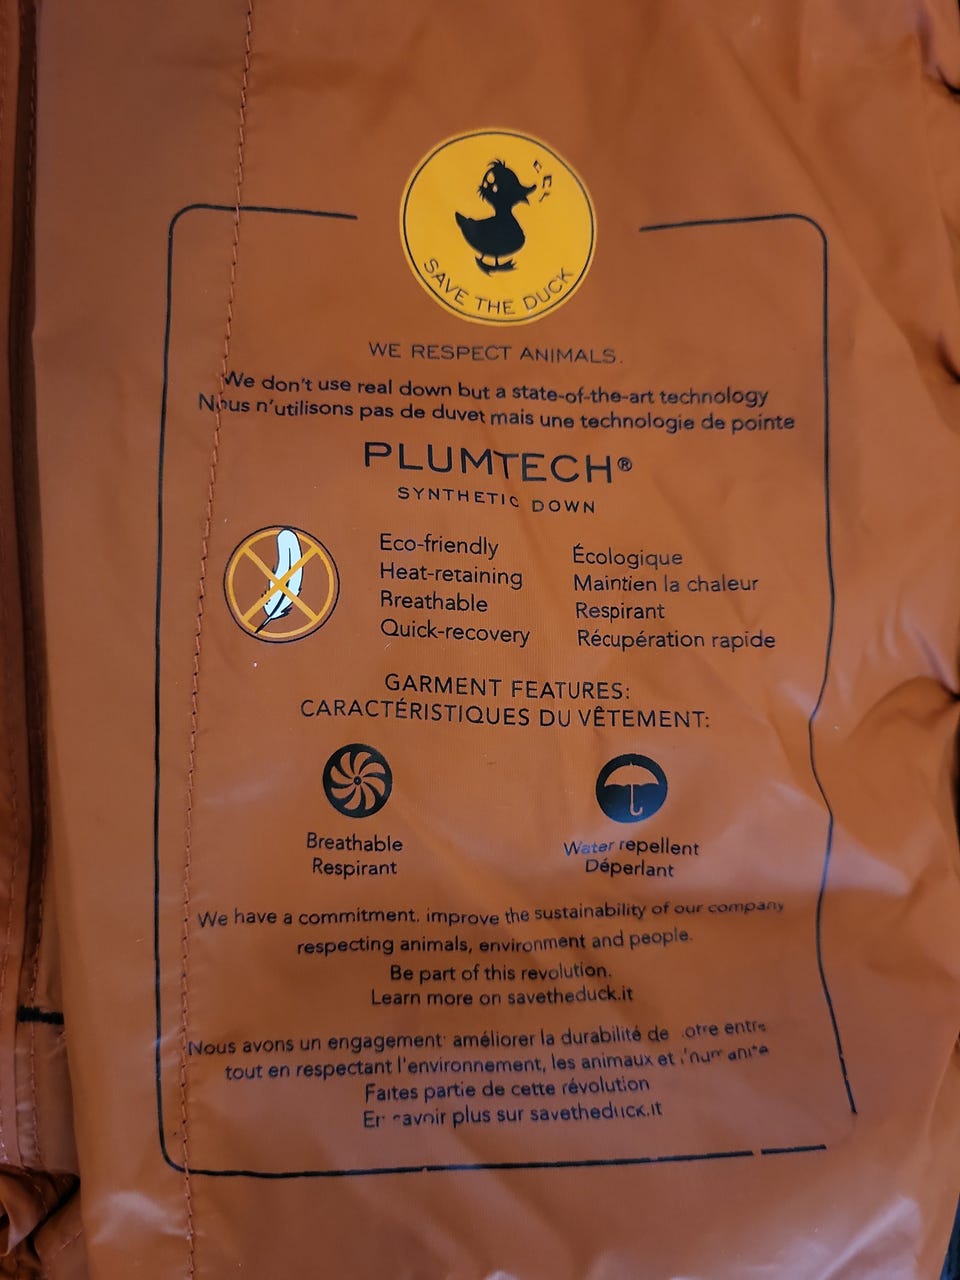 SAVE THE DUCK
WE RESPECT ANIMALS.
We don't use real down but a state-of-the-art technology
Nous n'utilisons pas de duvet mais une technologie de pointe
PLUMTECH®
SYNTHETIC DOWN
Eco-friendly
Heat-retaining
Breathable
Quick-recovery
Écologique
Maintien la chaleur
Respirant
Récupération rapide
GARMENT FEATURES:
CARACTÉRISTIQUES DU VÊTEMENT:
Breathable
Respirant
Water repellent
Déperlant
We have a commitment. improve the sustainability of our company
respecting animals, environment and people.
Be part of this revolution.
Learn more on savetheduck.it
Nous avons un engagement: améliorer la durabilité de
tout en respectant l'environnement, les animaux et
Faites partie de cette révolution
En savoir plus sur savetheduck.it